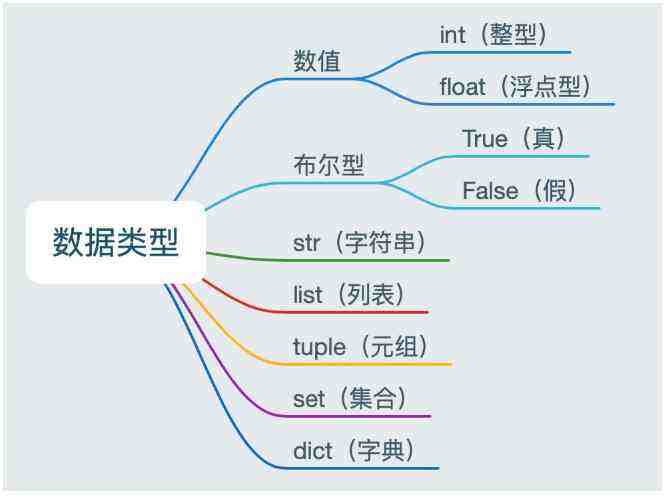 数据类型
数值
int（整型）
float（浮点型）
布尔型
True（真）
False（假）
str（字符串）
list（列表）
tuple（元组）
set（集合）
dict（字典）